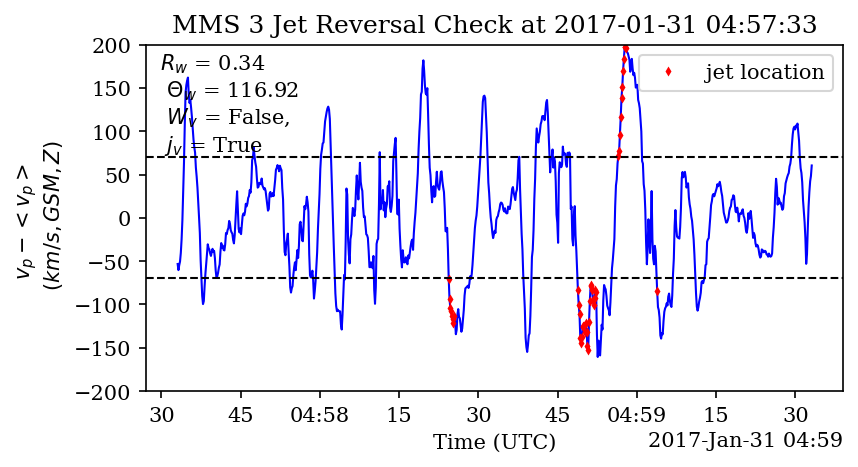 MMS 3 Jet Reversal Check at 2017-01-31 04:57:33
R_w = 0.34
Θ_w = 116.92
W_v = False,
j_v = True
jet location
v_p − <v_p>
(km/s, GSM, Z)
200
150
100
50
0
−50
−100
−150
−200
30 45 04:58 15 30 45 04:59 15 30
Time (UTC)
2017-Jan-31 04:59